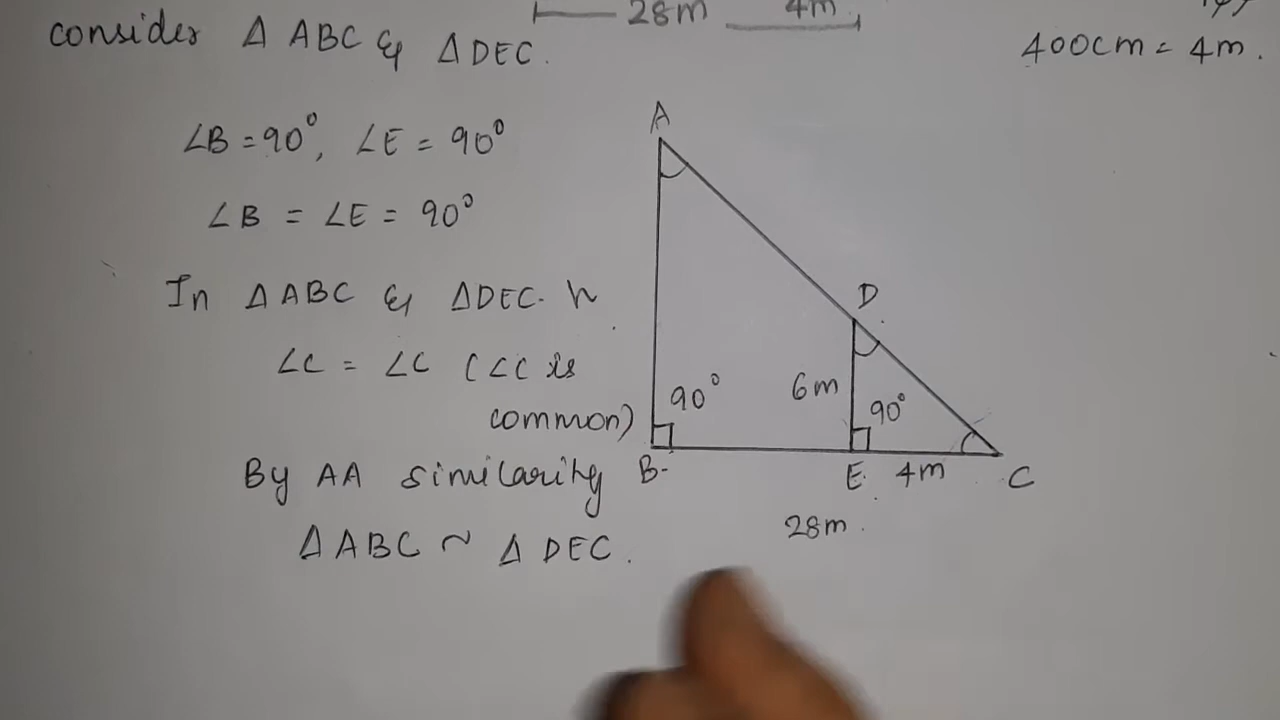 28m 4m
consider Δ ABC & Δ DEC.
400cm = 4m.
∠B = 90°, ∠E = 90°
∠B = ∠E = 90°
In Δ ABC & Δ DEC.
∠C = ∠C (∠C is
common)
By AA similarity
Δ ABC ~ Δ DEC.
A
D
6m
90°
90°
B
E
4m
C
28m